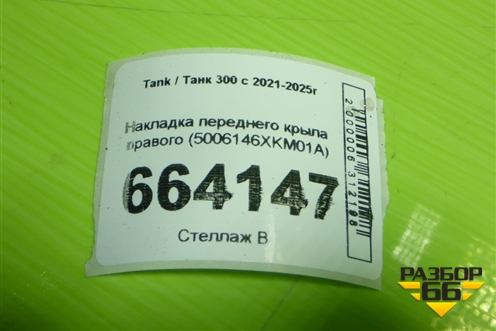 Tank / Танк 300 с 2021-2025г
Накладка переднего крыла
правого (5006146XKM01A)
664147
Стеллаж В
2000006312198
РАЗБОР
66